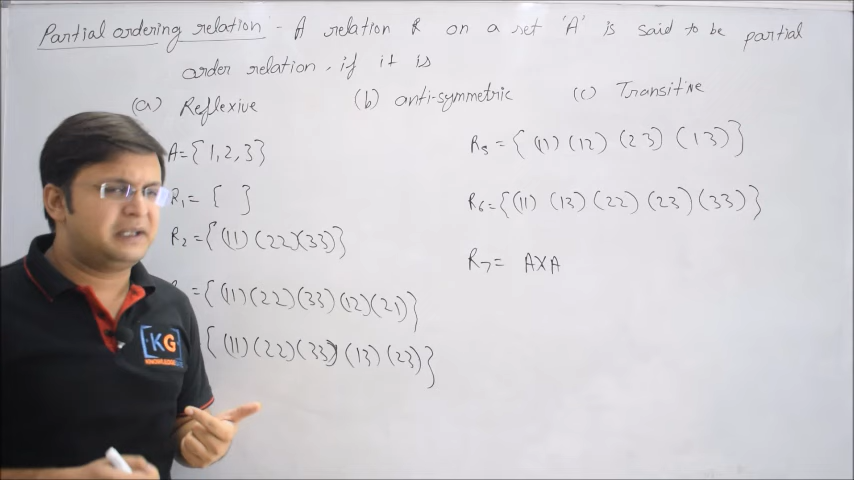 Partial ordering relation - A relation R on a set 'A' is said to be partial
order relation, if it is
(a) Reflexive (b) anti-symmetric (c) Transitive
A = { 1, 2, 3 }
R1 = { }
R2 = { (11) (22) (33) }
= { (11) (22) (33) (12) (21) }
{ (11) (22) (33) (13) (23) }
R5 = { (11) (12) (23) (13) }
R6 = { (11) (13) (22) (23) (33) }
R7 = A X A
KG